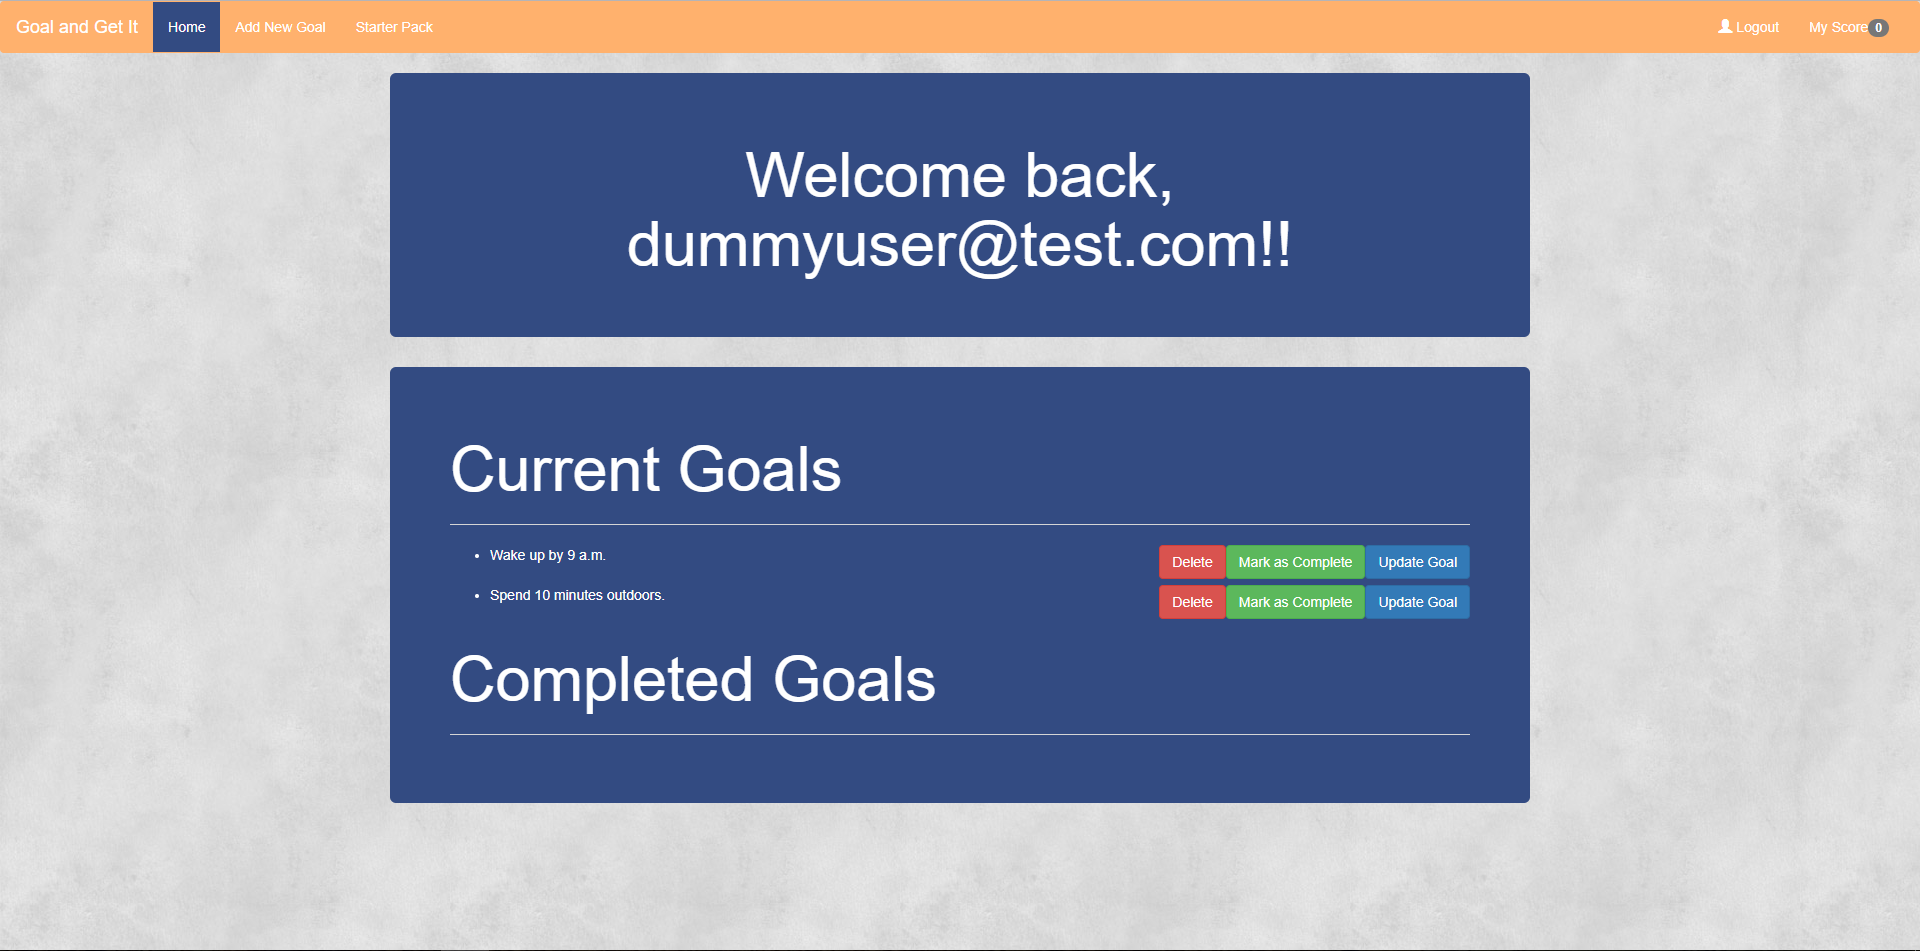 Goal and Get It Home Add New Goal Starter Pack Logout My Score 0
Welcome back,
dummyuser@test.com!!
Current Goals
Wake up by 9 a.m. Delete Mark as Complete Update Goal
Spend 10 minutes outdoors. Delete Mark as Complete Update Goal
Completed Goals